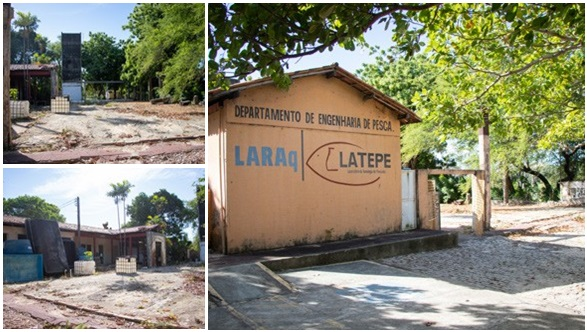 DEPARTAMENTO DE ENGENHARIA DE PESCA
LARAq
LATEPE